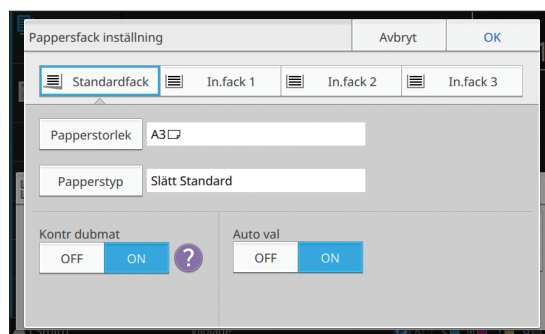 Pappersfack inställning
Avbryt
OK
Standardfack
In.fack 1
In.fack 2
In.fack 3
Papperstorlek
A3
Papperstyp
Slätt Standard
Kontr dubmat
Auto val
OFF
ON
?
OFF
ON